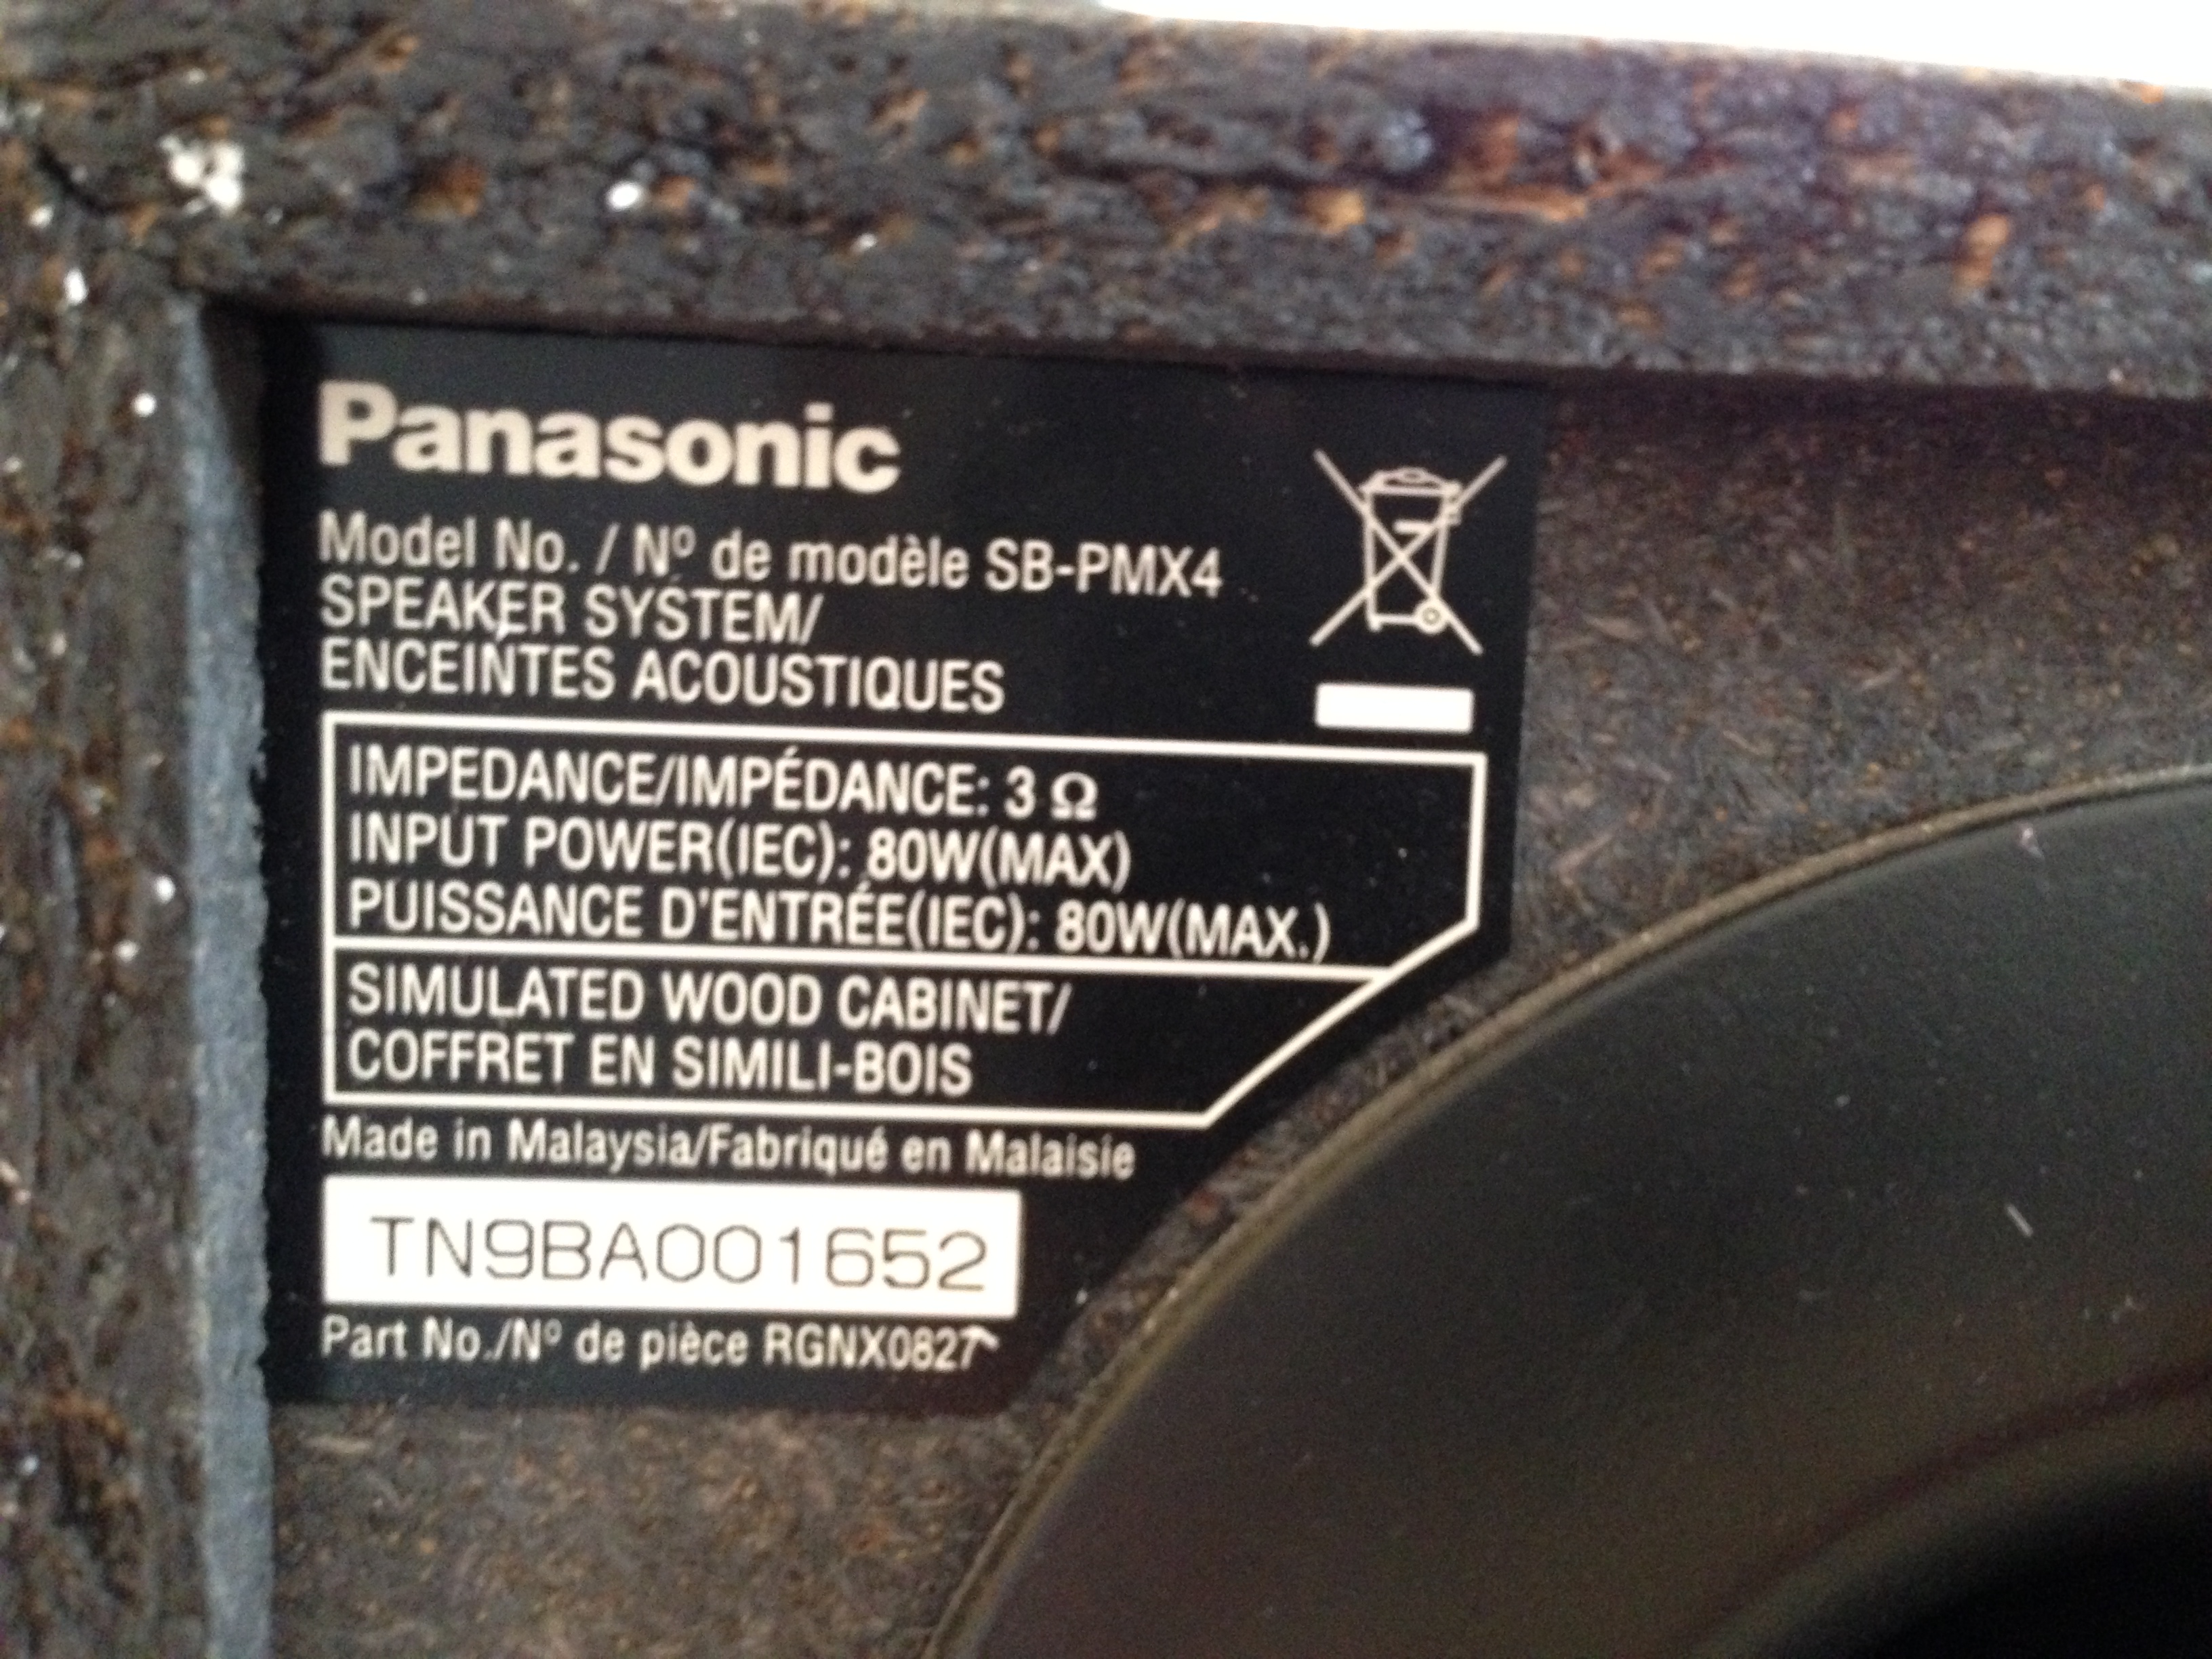 Panasonic
Model No. / Nº de modèle SB-PMX4
SPEAKER SYSTEM/
ENCEINTES ACOUSTIQUES
IMPEDANCE/IMPÉDANCE: 3 Ω
INPUT POWER(IEC): 80W(MAX)
PUISSANCE D'ENTRÉE(IEC): 80W(MAX.)
SIMULATED WOOD CABINET/
COFFRET EN SIMILI-BOIS
Made in Malaysia/Fabriqué en Malaisie
TN9BA001652
Part No./Nº de pièce RGNX0827